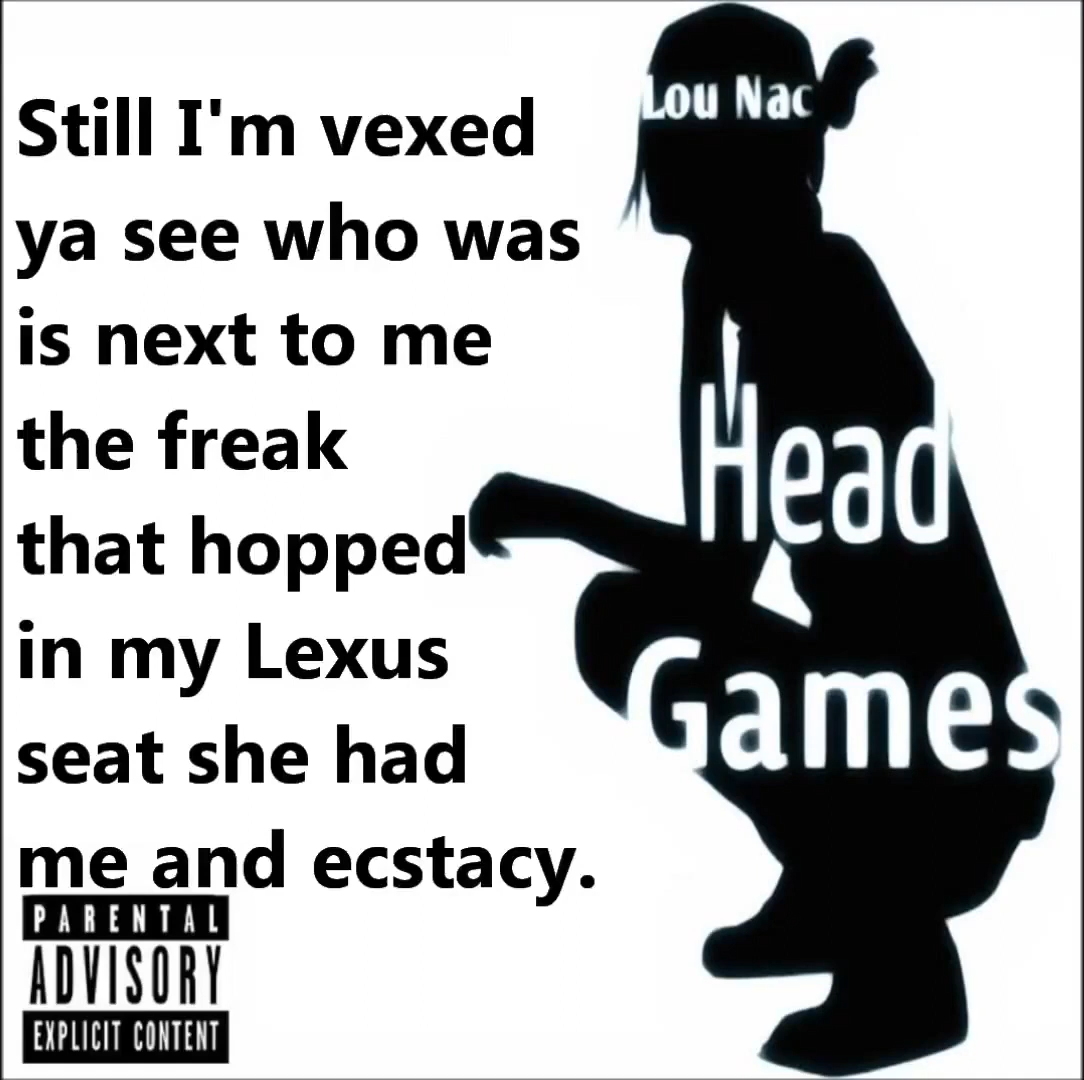 Still I'm vexed
ya see who was
is next to me
the freak
that hopped
in my Lexus
seat she had
me and ecstacy.
Lou Nac
Head
Games
PARENTAL
ADVISORY
EXPLICIT CONTENT